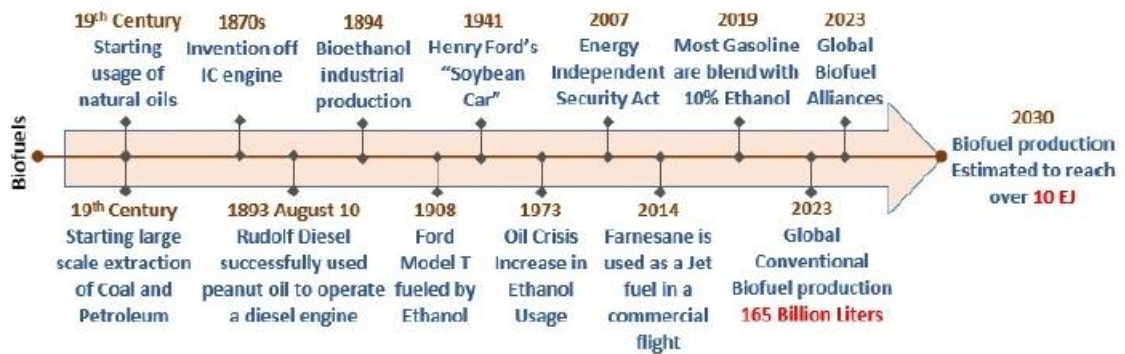 19th Century
Starting
usage of
natural oils
1870s
Invention off
IC engine
1894
Bioethanol
industrial
production
1941
Henry Ford's
"Soybean
Car"
2007
Energy
Independent
Security Act
2019
Most Gasoline
are blend with
10% Ethanol
2023
Global
Biofuel
Alliances
Biofuels
2030
Biofuel production
Estimated to reach
over 10 EJ
19th Century
Starting large
scale extraction
of Coal and
Petroleum
1893 August 10
Rudolf Diesel
successfully used
peanut oil to operate
a diesel engine
1908
Ford
Model T
fueled by
Ethanol
1973
Oil Crisis
Increase in
Ethanol
Usage
2014
Farnesane is
used as a Jet
fuel in a
commercial
flight
2023
Global
Conventional
Biofuel production
165 Billion Liters